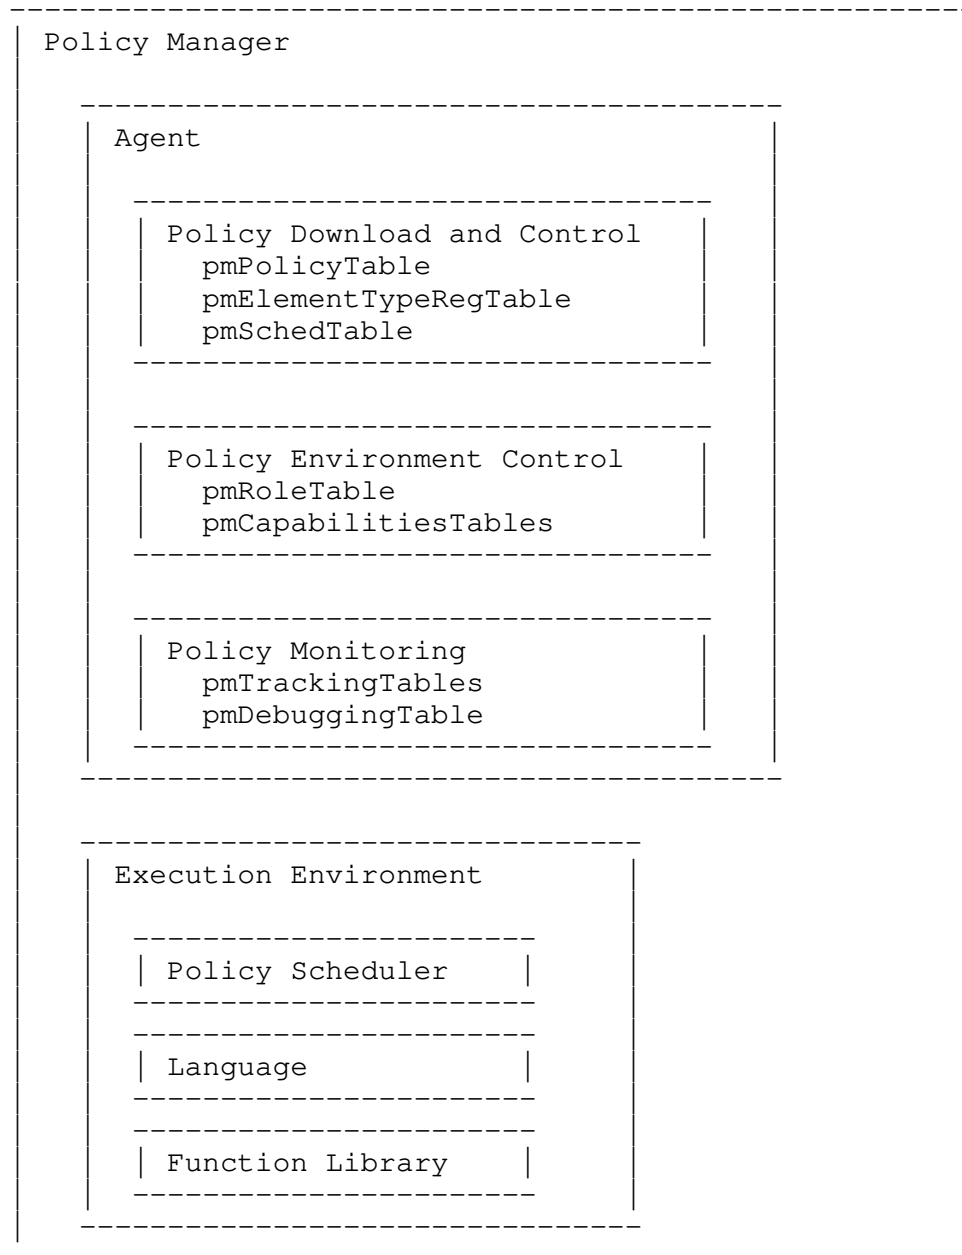 Policy Manager
Agent
Policy Download and Control
pmPolicyTable
pmElementTypeRegTable
pmSchedTable
Policy Environment Control
pmRoleTable
pmCapabilitiesTables
Policy Monitoring
pmTrackingTables
pmDebuggingTable
Execution Environment
Policy Scheduler
Language
Function Library